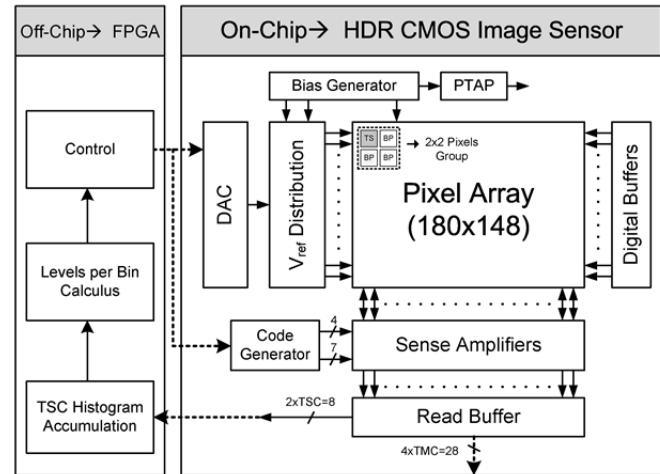 Off-Chip→ FPGA
On-Chip→ HDR CMOS Image Sensor
Control
Levels per Bin
Calculus
TSC Histogram
Accumulation
Bias Generator
PTAP
DAC
Vref Distribution
TS BP
BP BP
2x2 Pixels
Group
Pixel Array
(180x148)
Digital Buffers
Code
Generator
4
7
Sense Amplifiers
2xTSC=8
Read Buffer
4xTMC=28